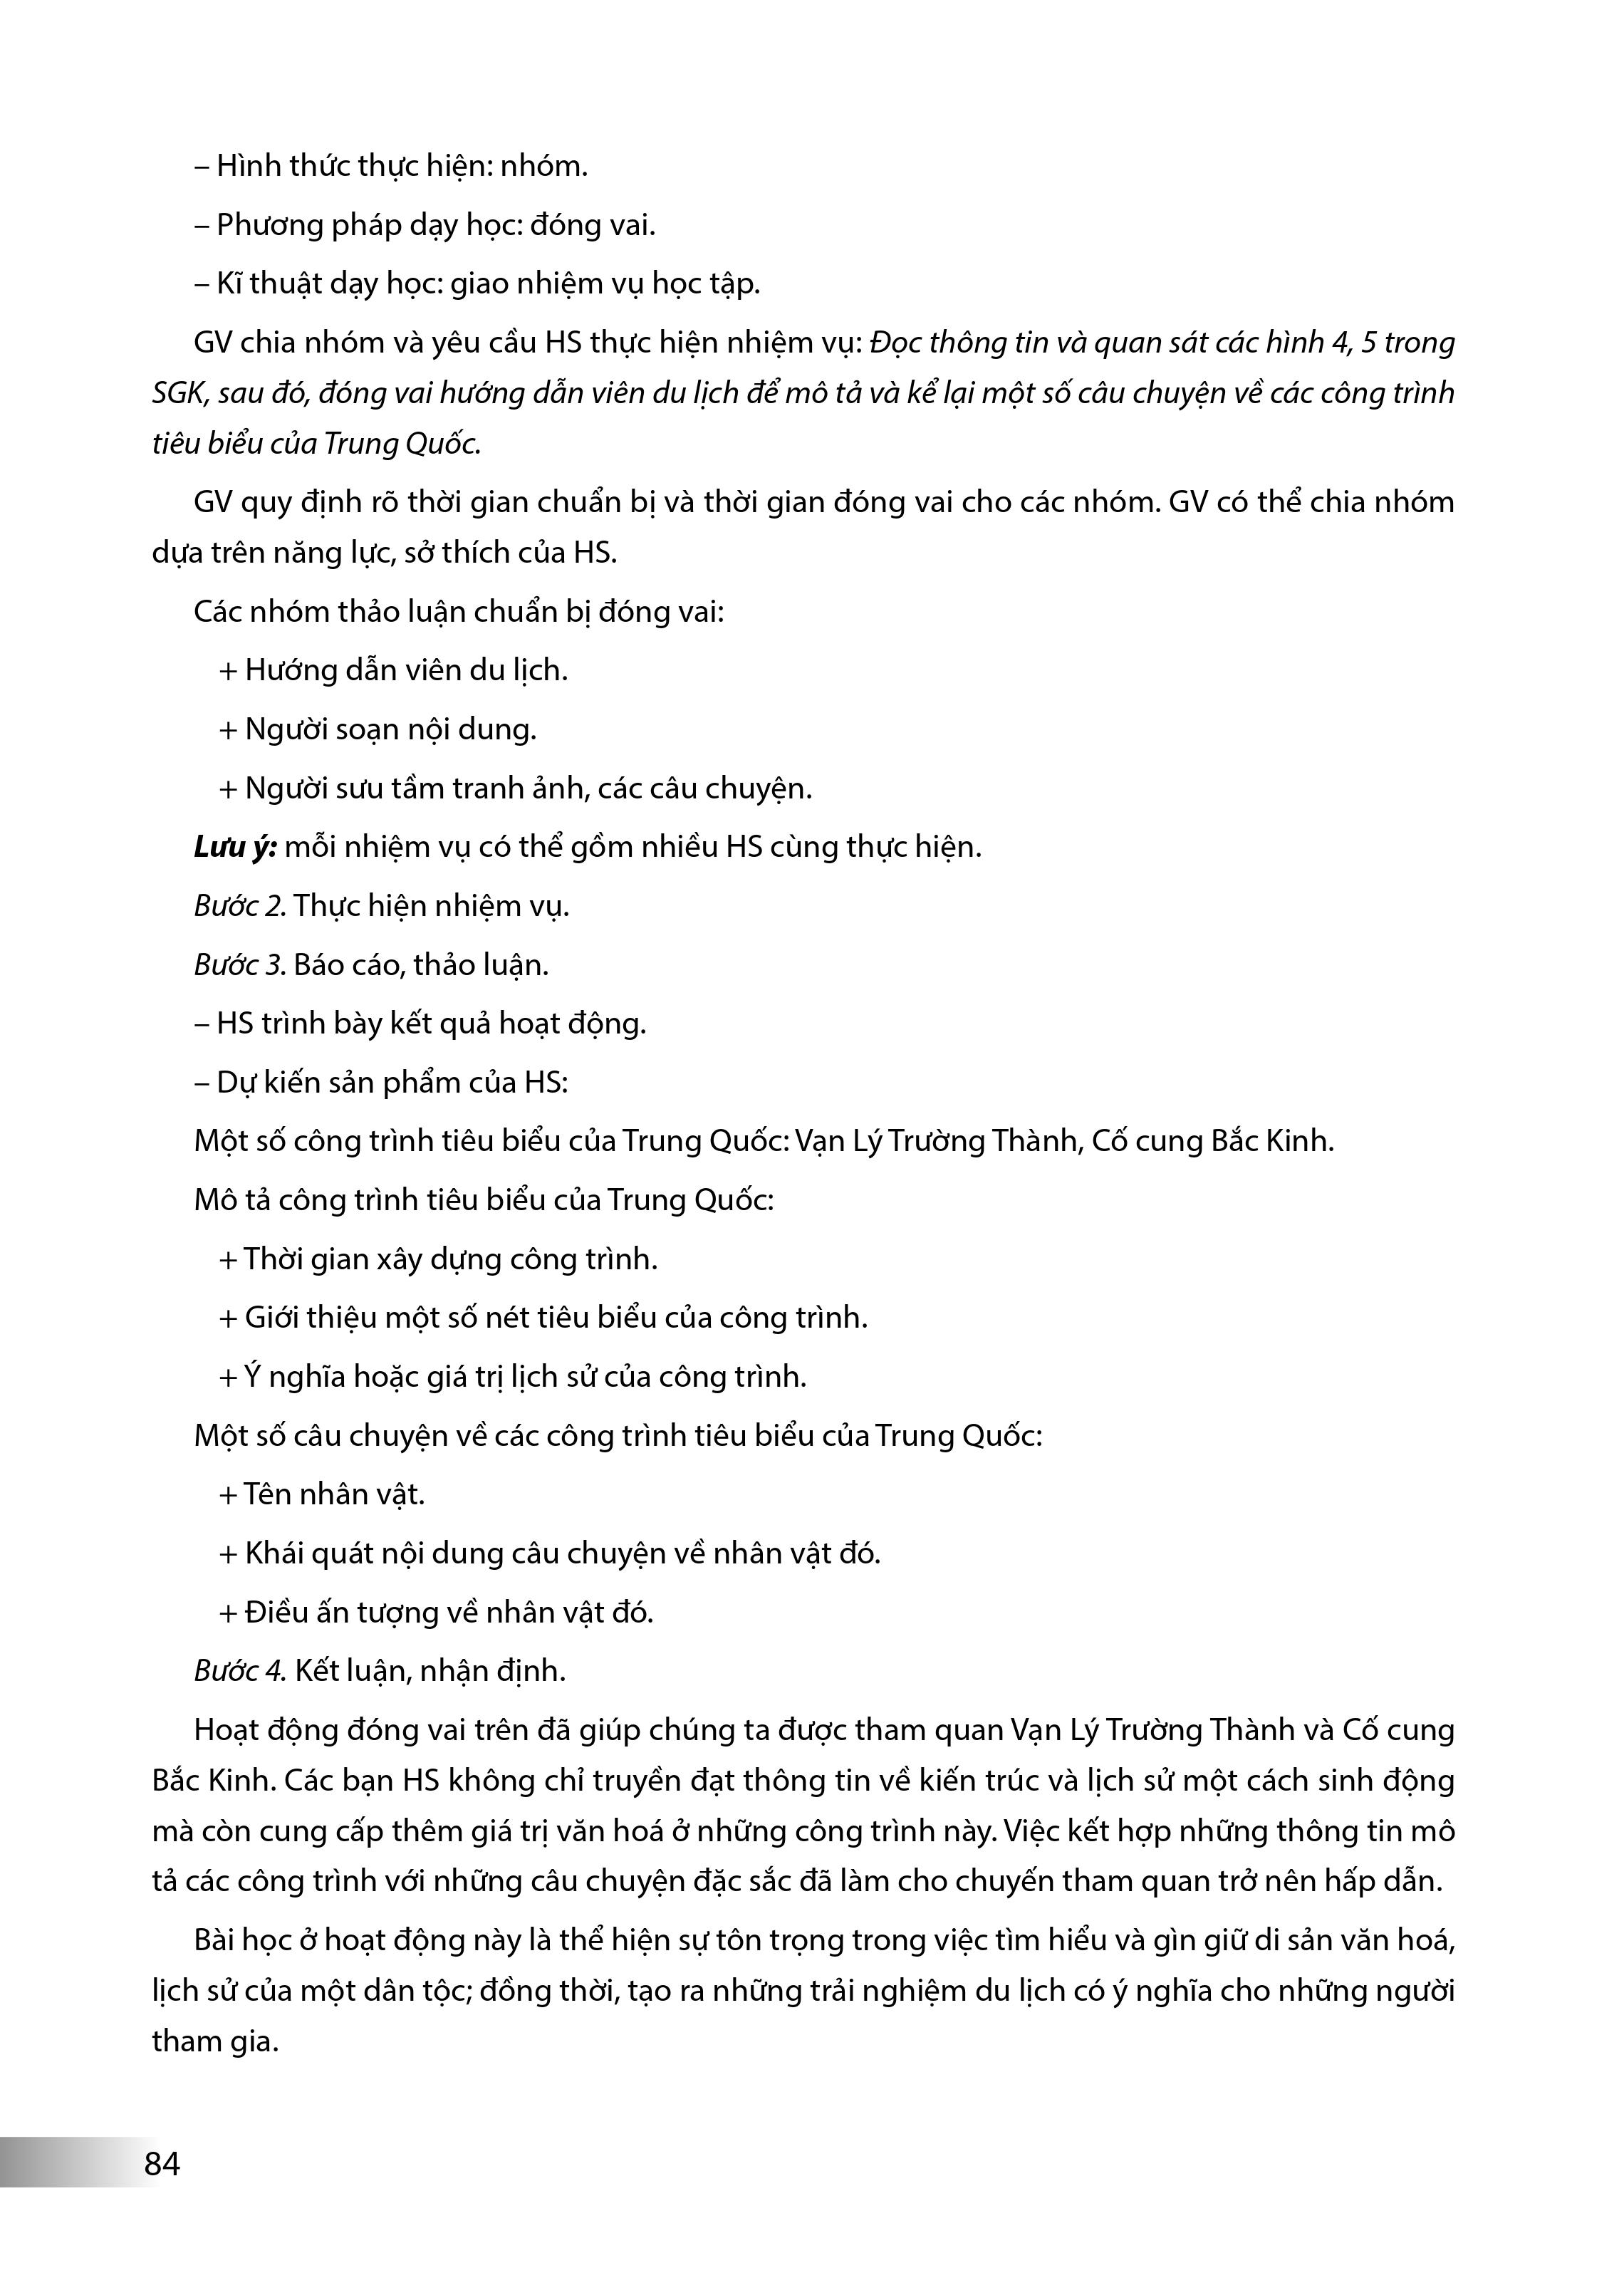 – Hình thức thực hiện: nhóm.
– Phương pháp dạy học: đóng vai.
– Kĩ thuật dạy học: giao nhiệm vụ học tập.
GV chia nhóm và yêu cầu HS thực hiện nhiệm vụ: Đọc thông tin và quan sát các hình 4, 5 trong
SGK, sau đó, đóng vai hướng dẫn viên du lịch để mô tả và kể lại một số câu chuyện về các công trình
tiêu biểu của Trung Quốc.
GV quy định rõ thời gian chuẩn bị và thời gian đóng vai cho các nhóm. GV có thể chia nhóm
dựa trên năng lực, sở thích của HS.
Các nhóm thảo luận chuẩn bị đóng vai:
+ Hướng dẫn viên du lịch.
+ Người soạn nội dung.
+ Người sưu tầm tranh ảnh, các câu chuyện.
Lưu ý: mỗi nhiệm vụ có thể gồm nhiều HS cùng thực hiện.
Bước 2. Thực hiện nhiệm vụ.
Bước 3. Báo cáo, thảo luận.
– HS trình bày kết quả hoạt động.
– Dự kiến sản phẩm của HS:
Một số công trình tiêu biểu của Trung Quốc: Vạn Lý Trường Thành, Cố cung Bắc Kinh.
Mô tả công trình tiêu biểu của Trung Quốc:
+ Thời gian xây dựng công trình.
+ Giới thiệu một số nét tiêu biểu của công trình.
+ Ý nghĩa hoặc giá trị lịch sử của công trình.
Một số câu chuyện về các công trình tiêu biểu của Trung Quốc:
+ Tên nhân vật.
+ Khái quát nội dung câu chuyện về nhân vật đó.
+ Điều ấn tượng về nhân vật đó.
Bước 4. Kết luận, nhận định.
Hoạt động đóng vai trên đã giúp chúng ta được tham quan Vạn Lý Trường Thành và Cố cung
Bắc Kinh. Các bạn HS không chỉ truyền đạt thông tin về kiến trúc và lịch sử một cách sinh động
mà còn cung cấp thêm giá trị văn hoá ở những công trình này. Việc kết hợp những thông tin mô
tả các công trình với những câu chuyện đặc sắc đã làm cho chuyến tham quan trở nên hấp dẫn.
Bài học ở hoạt động này là thể hiện sự tôn trọng trong việc tìm hiểu và gìn giữ di sản văn hoá,
lịch sử của một dân tộc; đồng thời, tạo ra những trải nghiệm du lịch có ý nghĩa cho những người
tham gia.
84